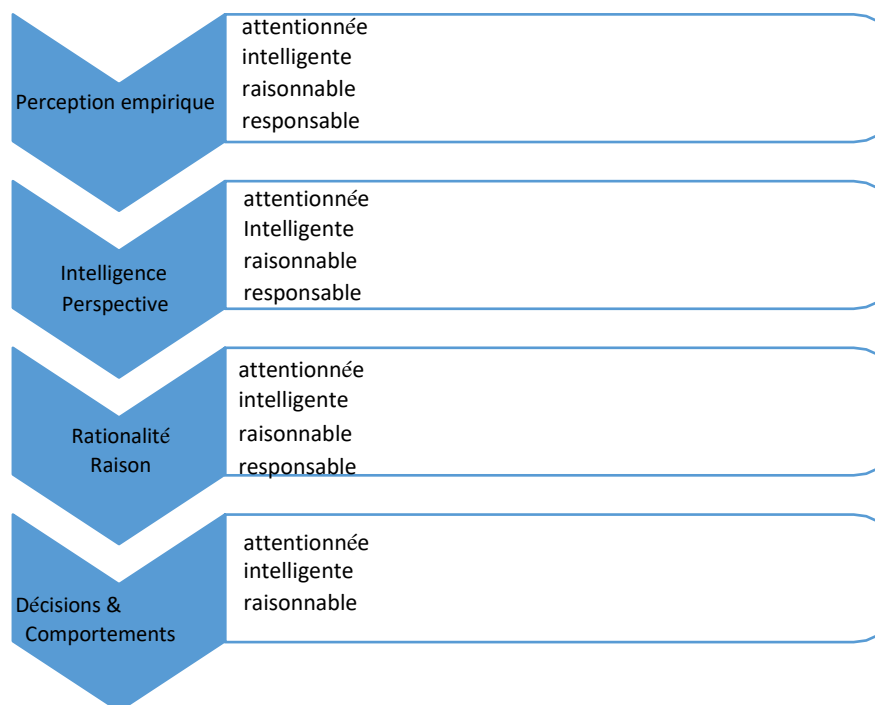 Perception empirique
attentionnée
intelligente
raisonnable
responsable
Intelligence
Perspective
attentionnée
Intelligente
raisonnable
responsable
Rationalité
Raison
attentionnée
intelligente
raisonnable
responsable
Décisions &
Comportements
attentionnée
intelligente
raisonnable